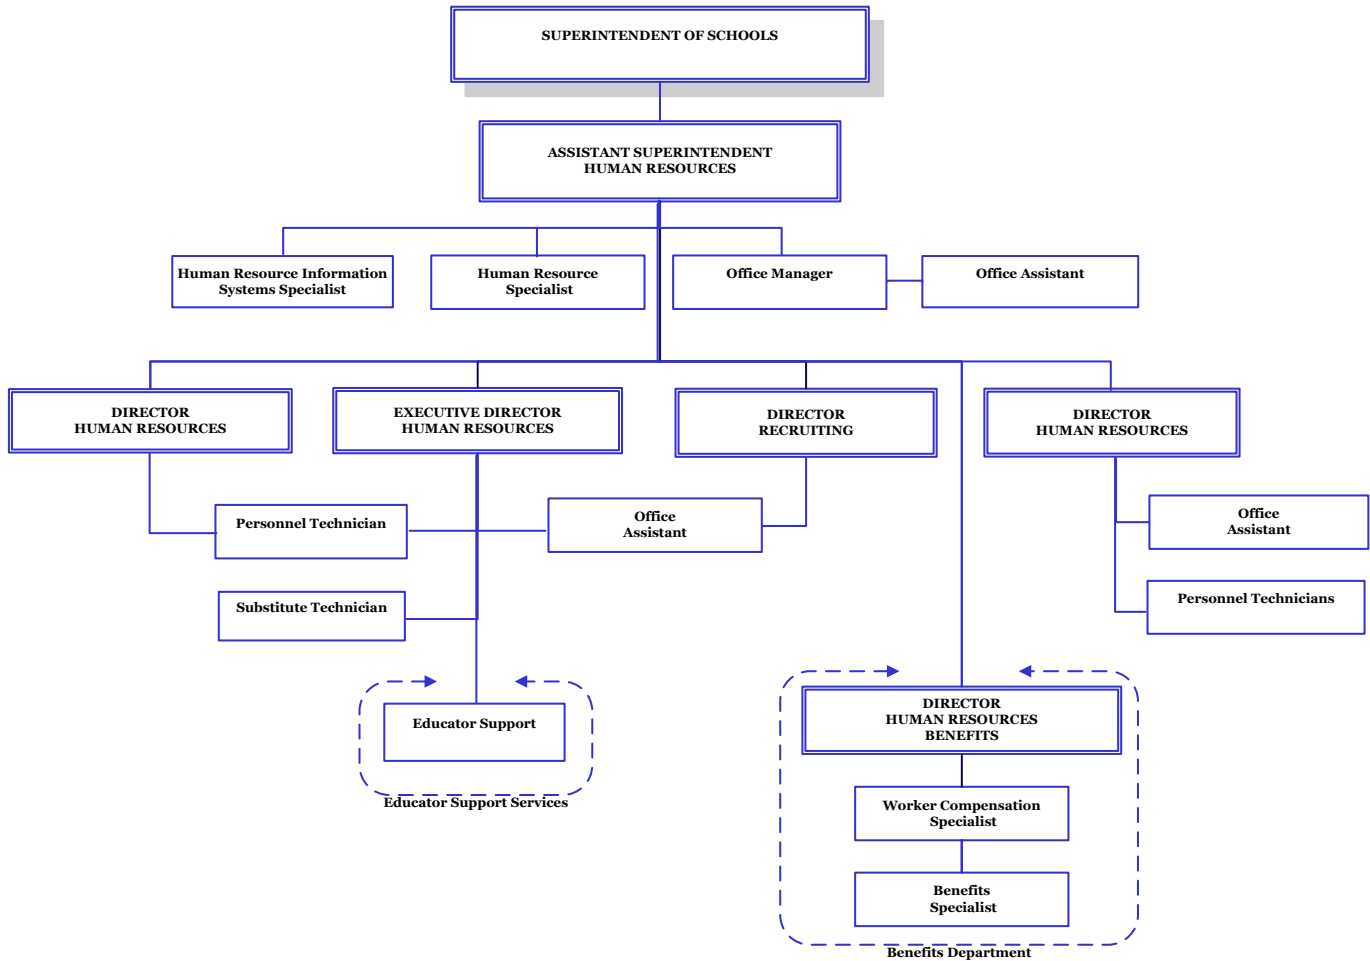 SUPERINTENDENT OF SCHOOLS
ASSISTANT SUPERINTENDENT
HUMAN RESOURCES
Human Resource Information
Systems Specialist
Human Resource
Specialist
Office Manager
Office Assistant
DIRECTOR
HUMAN RESOURCES
EXECUTIVE DIRECTOR
HUMAN RESOURCES
DIRECTOR
RECRUITING
DIRECTOR
HUMAN RESOURCES
Personnel Technician
Office
Assistant
Office
Assistant
Substitute Technician
Personnel Technicians
Educator Support
Educator Support Services
DIRECTOR
HUMAN RESOURCES
BENEFITS
Worker Compensation
Specialist
Benefits
Specialist
Benefits Department